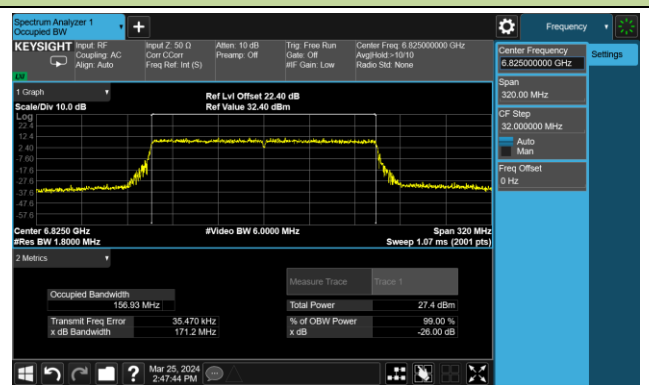 Spectrum Analyzer 1
Occupied BW
Frequency
KEYSIGHT
Input: RF
Coupling: AC
Align: Auto
Input Z: 50 Ω
Corr CCorr
Freq Ref: Int (S)
Atten: 10 dB
Preamp: Off
Trig: Free Run
Gate: Off
#IF Gain: Low
Center Freq: 6.825000000 GHz
Avg|Hold:>10/10
Radio Std: None
LW
1 Graph
Scale/Div 10.0 dB
Ref Lvl Offset 22.40 dB
Ref Value 32.40 dBm
Log
22.4
12.4
2.40
-7.60
-17.6
-27.6
-37.6
-47.6
-57.6
Center 6.8250 GHz
#Res BW 1.8000 MHz
#Video BW 6.0000 MHz
Span 320 MHz
Sweep 1.07 ms (2001 pts)
2 Metrics
Measure Trace
Trace 1
Occupied Bandwidth
156.93 MHz
Total Power
27.4 dBm
Transmit Freq Error
35.470 kHz
% of OBW Power
99.00 %
x dB Bandwidth
171.2 MHz
x dB
-26.00 dB
Mar 25, 2024
2:47:44 PM
Center Frequency
6.825000000 GHz
Settings
Span
320.00 MHz
CF Step
32.000000 MHz
Auto
Man
Freq Offset
0 Hz